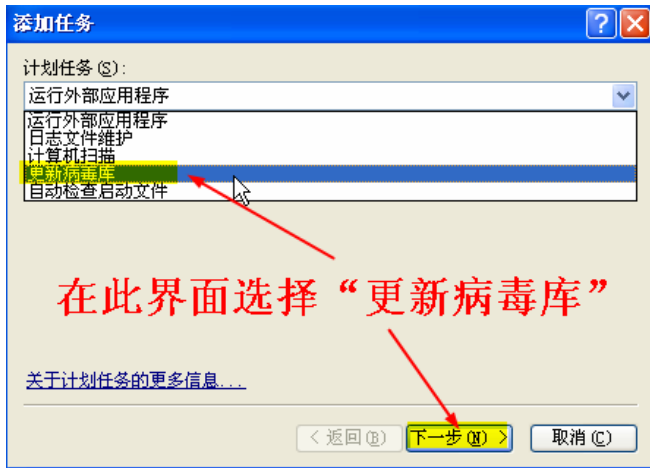 添加任务
计划任务(S):
运行外部应用程序
运行外部应用程序
日志文件维护
计算机扫描
更新病毒库
自动检查启动文件
在此界面选择“更新病毒库”
关于计划任务的更多信息...
< 返回(B) 下一步(N) > 取消(C)